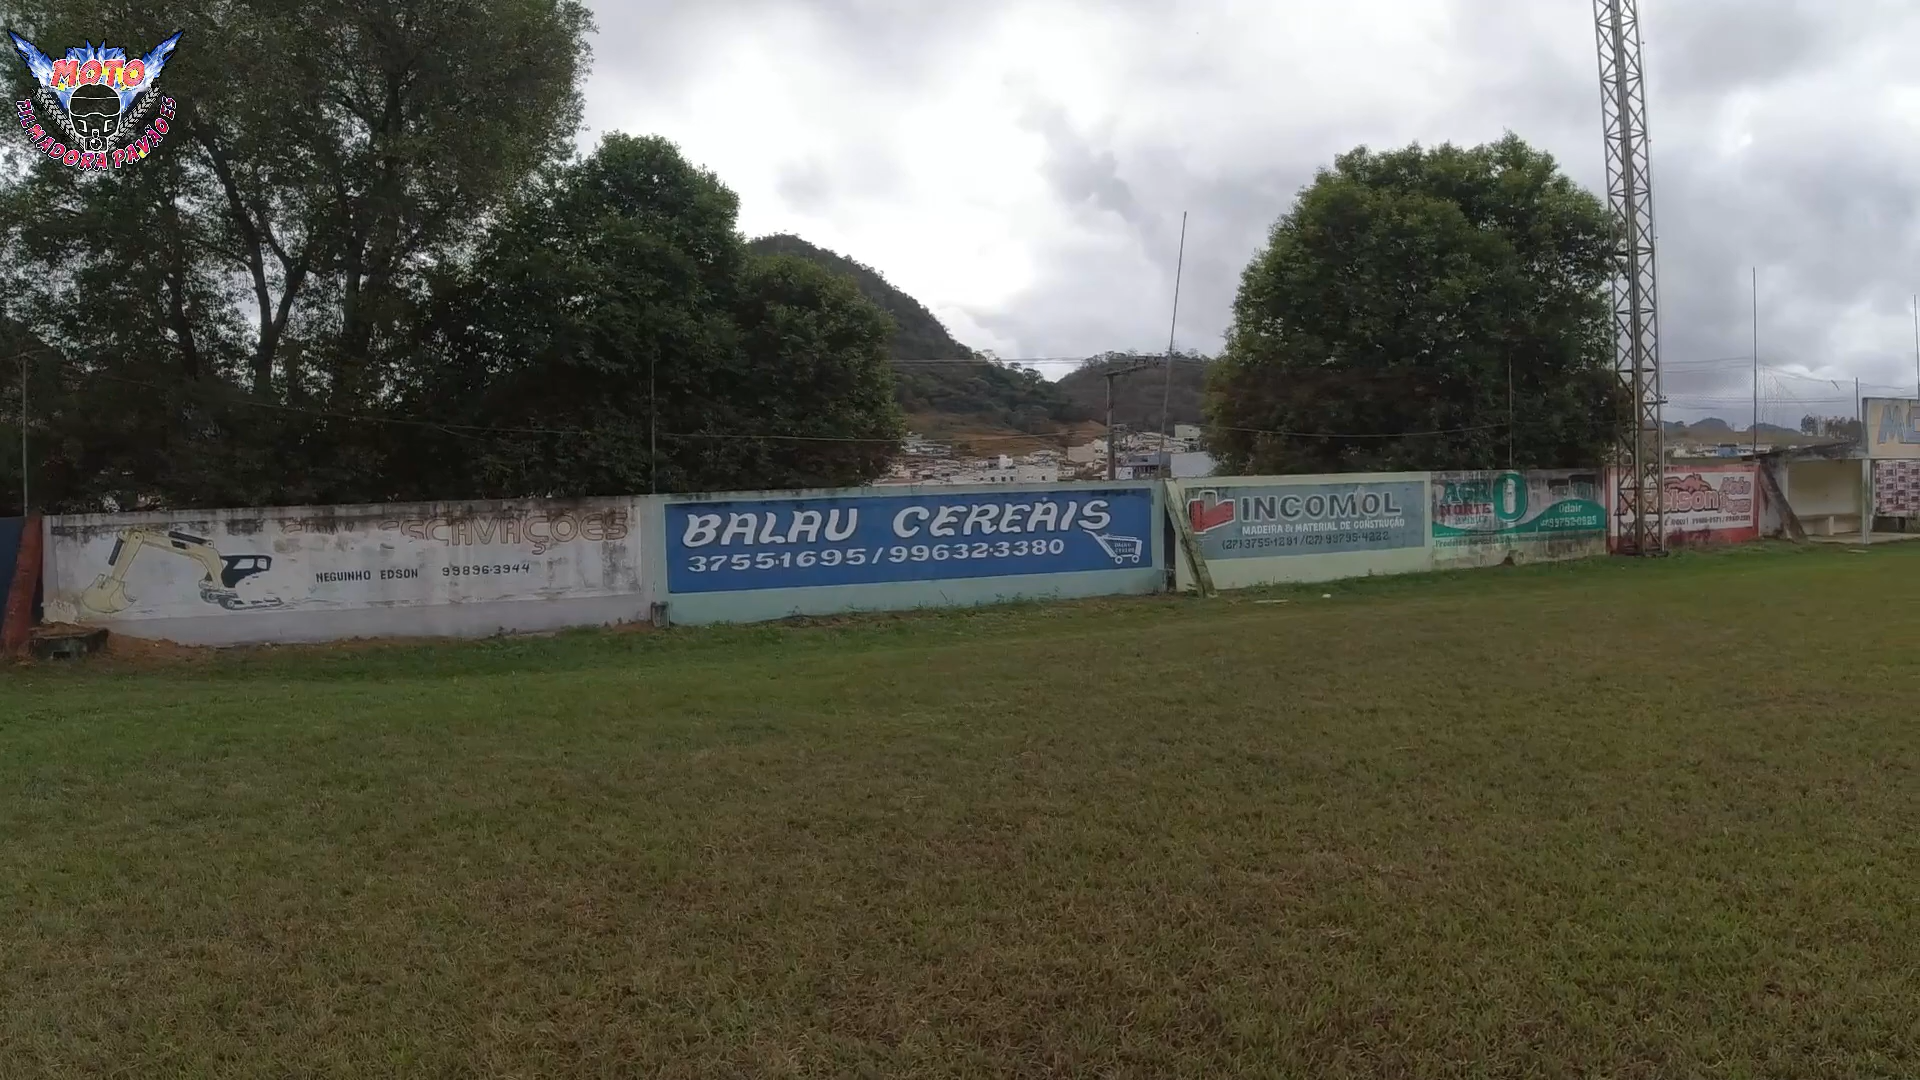 MOTO
FILMADORA PAVÃO ES
ESCAVAÇÕES
NEGUINHO EDSON 99896-3944
BALAU CEREAIS
37551695 / 99632-3380
INCOMOL
MADEIRA & MATERIAL DE CONSTRUÇÃO
(27)3755-1281 / (27) 99795-4222
AGRO
NORTE
Odair